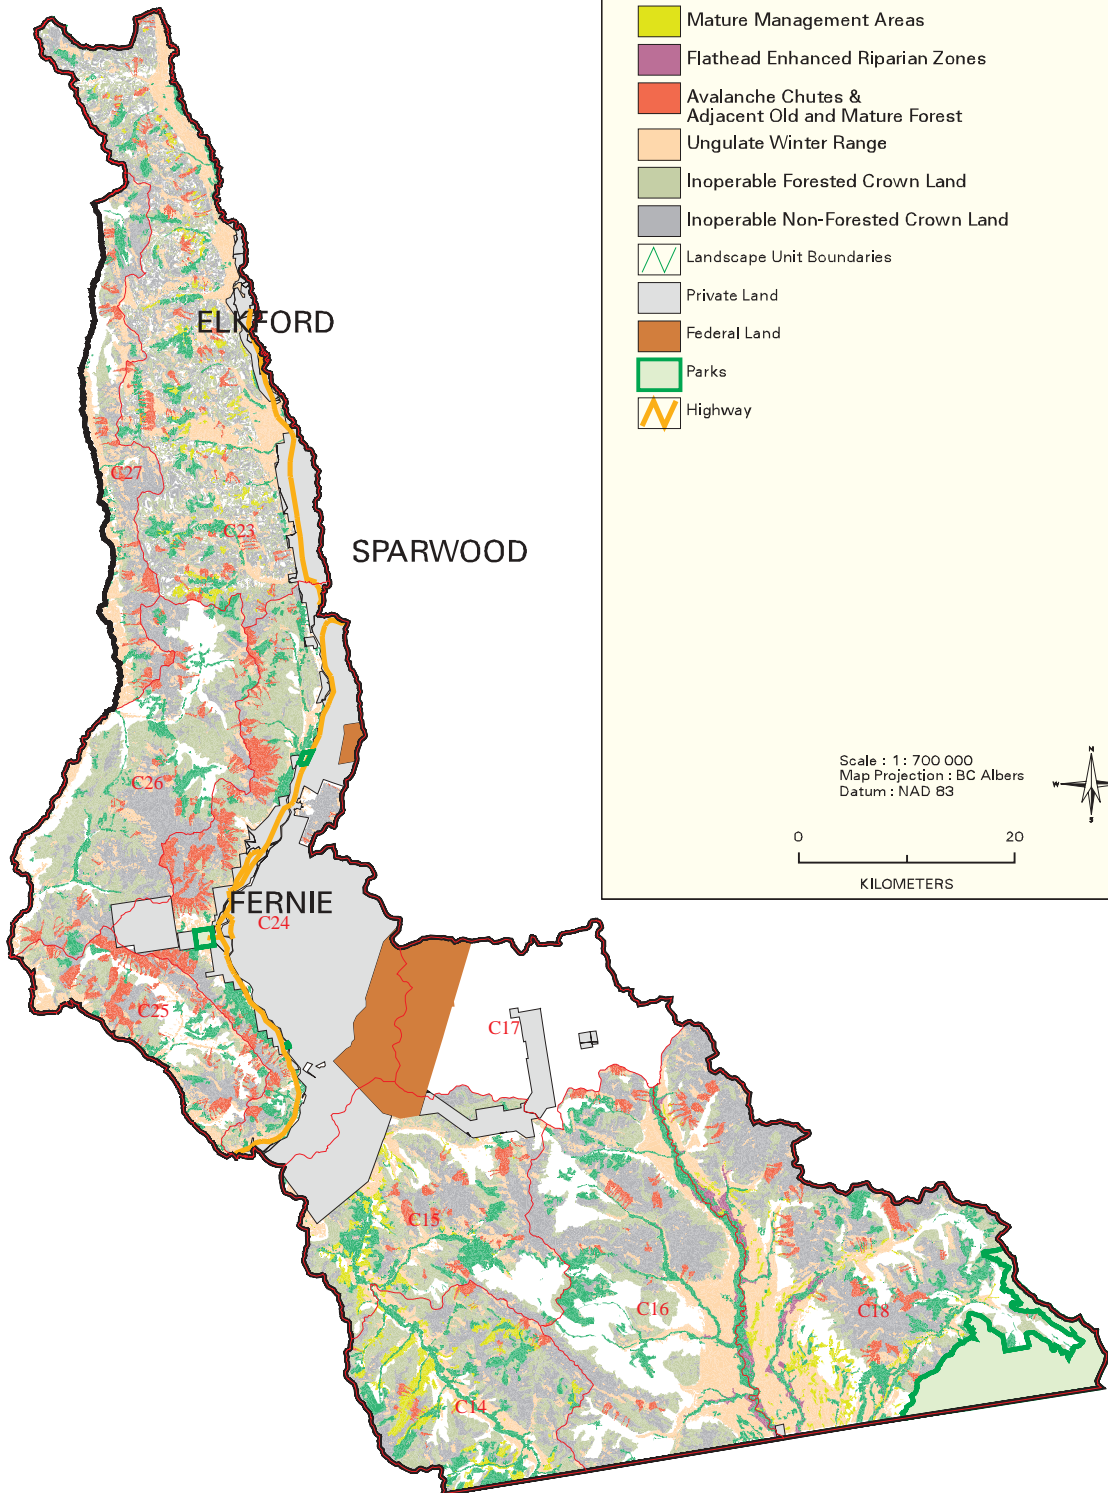 Mature Management Areas
Flathead Enhanced Riparian Zones
Avalanche Chutes &
Adjacent Old and Mature Forest
Ungulate Winter Range
Inoperable Forested Crown Land
Inoperable Non-Forested Crown Land
Landscape Unit Boundaries
Private Land
Federal Land
Parks
Highway
ELKFORD
C27
C23
SPARWOOD
C26
FERNIE
C24
C25
C17
C15
C16
C18
C14
Scale : 1 : 700 000
Map Projection : BC Albers
Datum : NAD 83
N
W
S
0 20
KILOMETERS